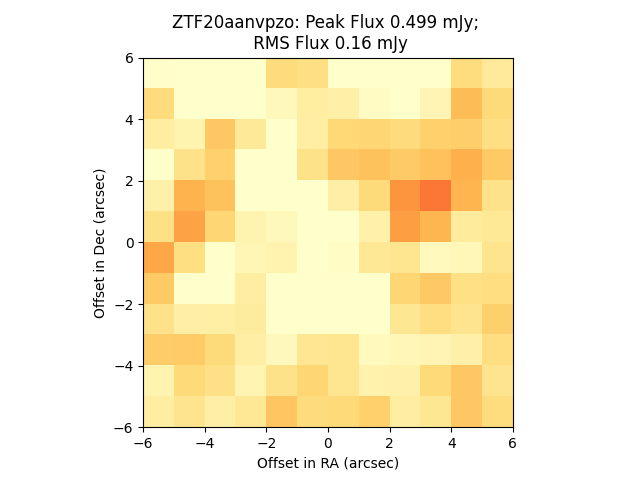 ZTF20aanvpzo: Peak Flux 0.499 mJy;
RMS Flux 0.16 mJy
6
4
2
0
−2
−4
−6
Offset in Dec (arcsec)
−6 −4 −2 0 2 4 6
Offset in RA (arcsec)